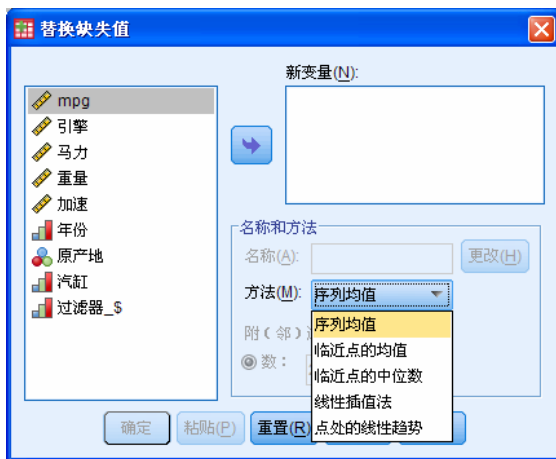 替换缺失值
新变量(N):
mpg
引擎
马力
重量
加速
年份
原产地
汽缸
过滤器_$
名称和方法
名称(A):
更改(H)
方法(M):
序列均值
序列均值
临近点的均值
临近点的中位数
线性插值法
点处的线性趋势
附（邻）
数：
确定
粘贴(P)
重置(R)